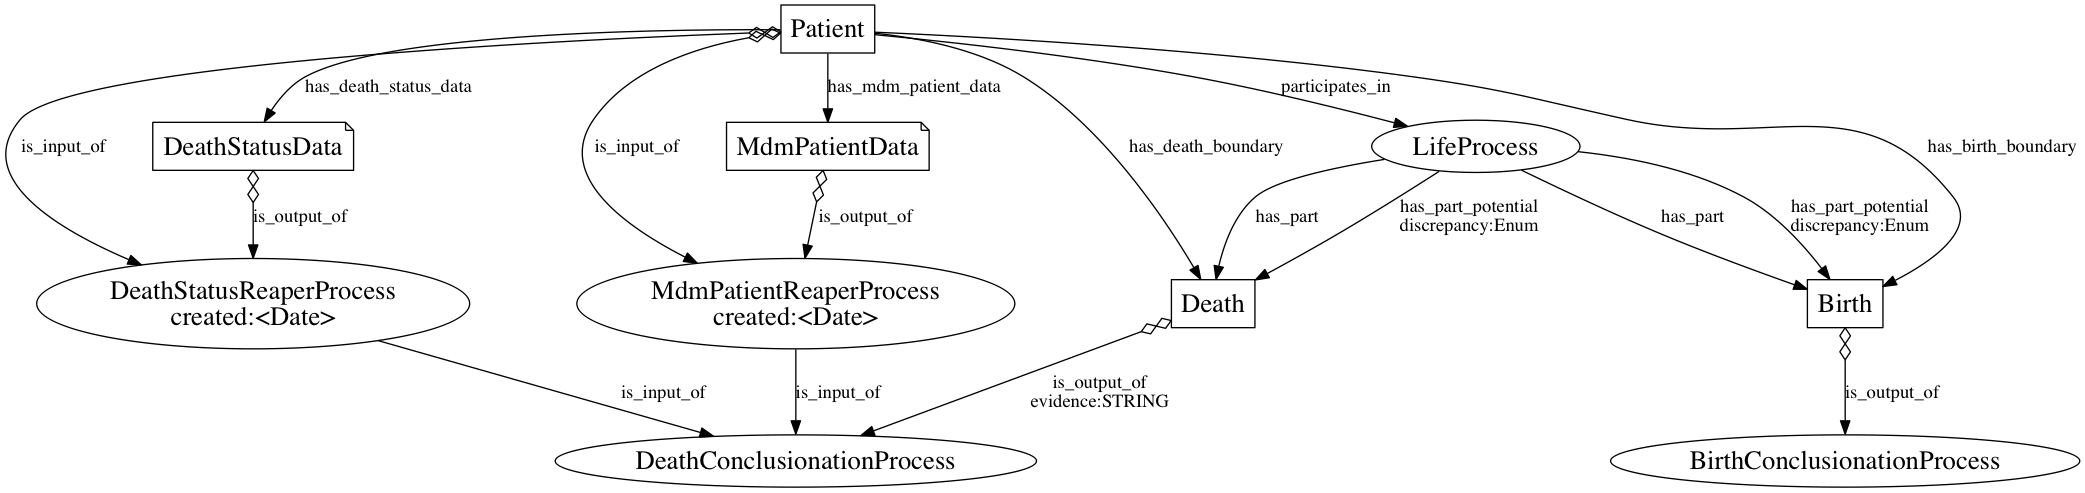 Patient
has_death_status_data
has_mdm_patient_data
participates_in
is_input_of
DeathStatusData
is_input_of
MdmPatientData
has_death_boundary
LifeProcess
has_birth_boundary
is_output_of
is_output_of
has_part
has_part_potential
discrepancy:Enum
has_part
has_part_potential
discrepancy:Enum
DeathStatusReaperProcess
created:<Date>
MdmPatientReaperProcess
created:<Date>
Death
Birth
is_input_of
is_input_of
is_output_of
evidence:STRING
is_output_of
DeathConclusionationProcess
BirthConclusionationProcess